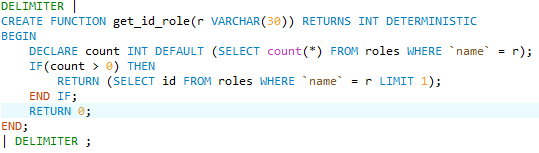 DELIMITER |
CREATE FUNCTION get_id_role(r VARCHAR(30)) RETURNS INT DETERMINISTIC
BEGIN
    DECLARE count INT DEFAULT (SELECT count(*) FROM roles WHERE `name` = r);
    IF(count > 0) THEN
        RETURN (SELECT id FROM roles WHERE `name` = r LIMIT 1);
    END IF;
    RETURN 0;
END;
| DELIMITER ;